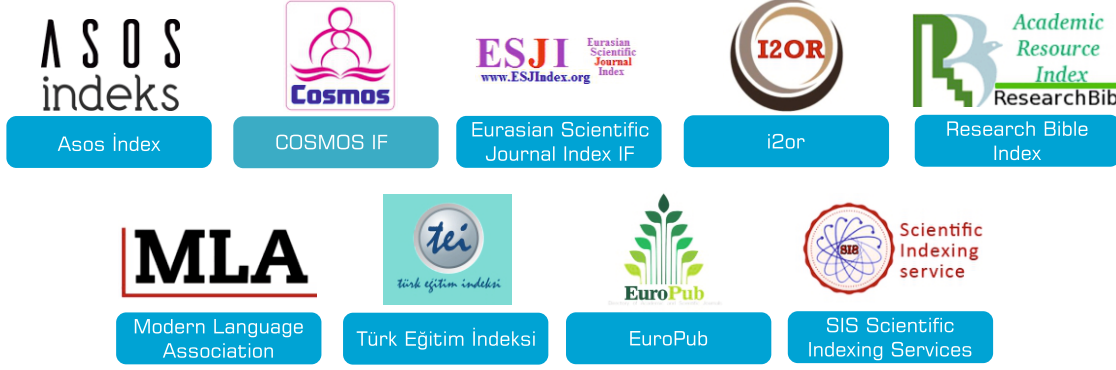 ASOS
indeks
Cosmos
ESJI
Eurasian
Scientific
Journal
Index
www.ESJIndex.org
I2OR
Academic
Resource
Index
ResearchBib
Asos İndex
COSMOS IF
Eurasian Scientific
Journal Index IF
i2or
Research Bible
Index
MLA
tei
türk eğitim indeksi
EuroPub
SIS
Scientific
Indexing
service
Modern Language
Association
Türk Eğitim İndeksi
EuroPub
SIS Scientific
Indexing Services